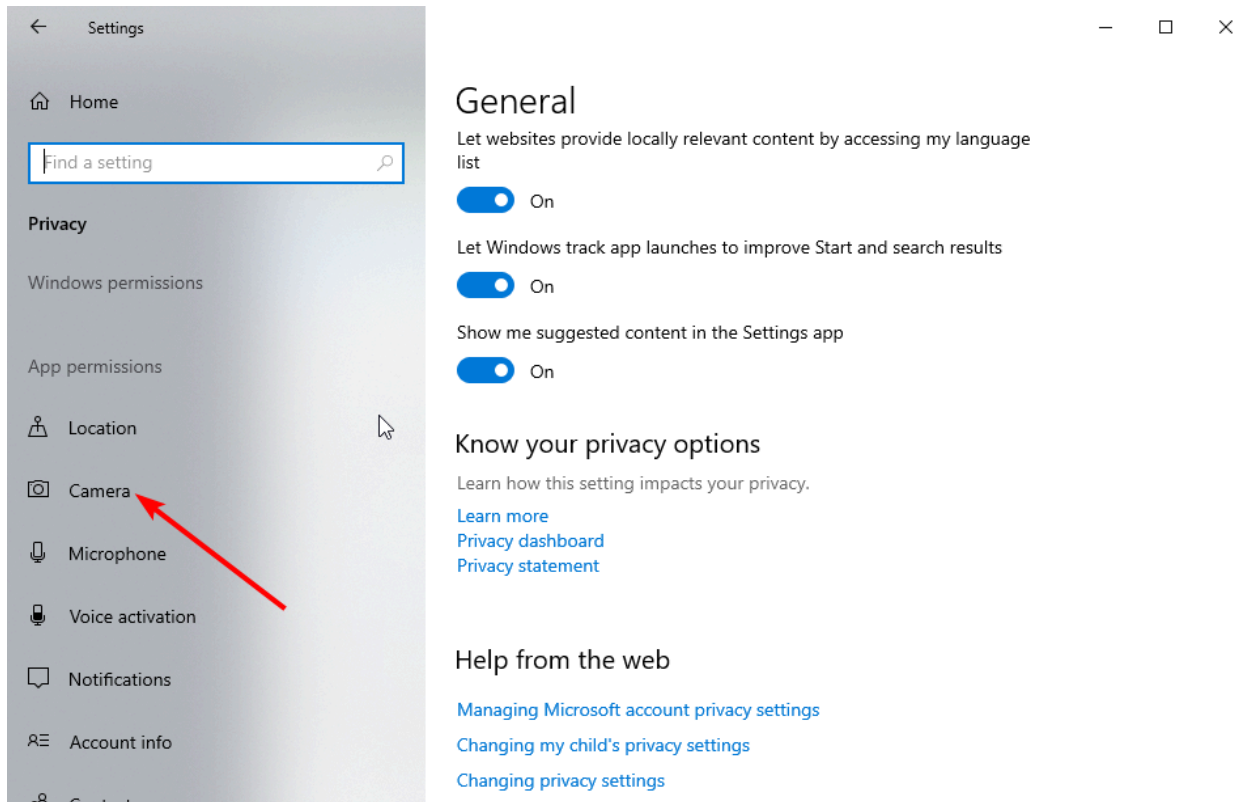 Settings
Home
Find a setting
Privacy
Windows permissions
App permissions
Location
Camera
Microphone
Voice activation
Notifications
Account info
General
Let websites provide locally relevant content by accessing my language
list
On
Let Windows track app launches to improve Start and search results
On
Show me suggested content in the Settings app
On
Know your privacy options
Learn how this setting impacts your privacy.
Learn more
Privacy dashboard
Privacy statement
Help from the web
Managing Microsoft account privacy settings
Changing my child's privacy settings
Changing privacy settings